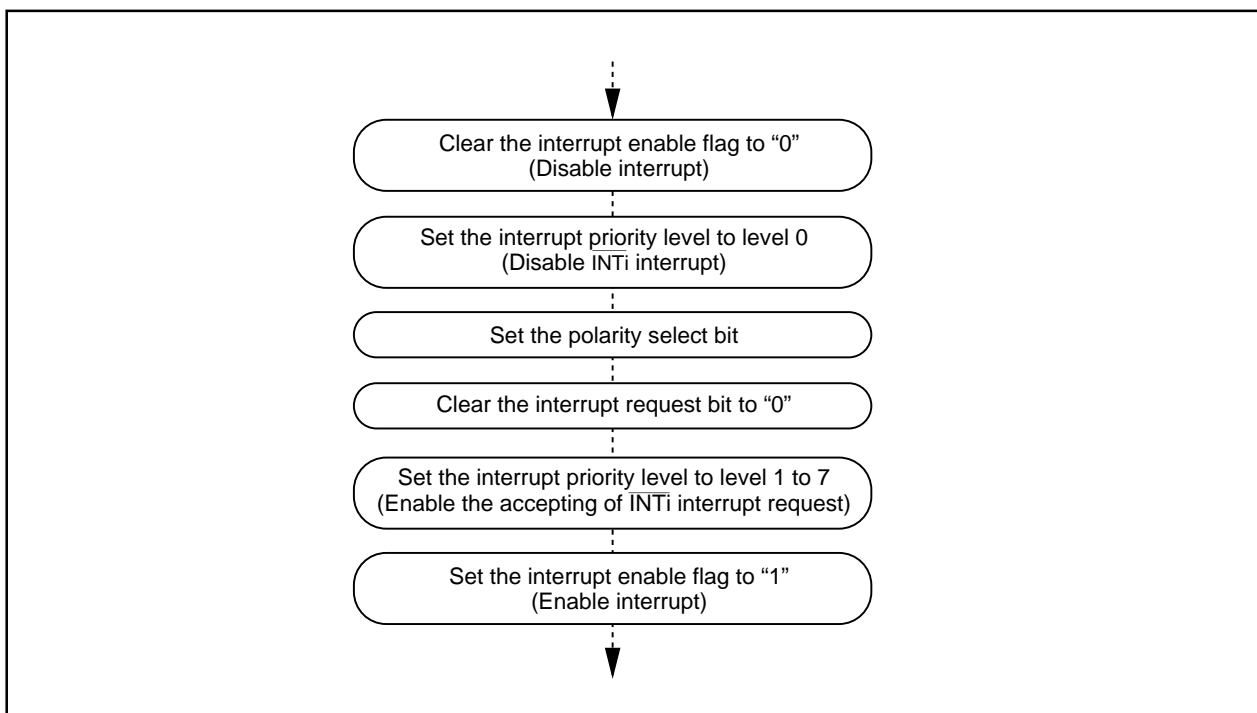 Clear the interrupt enable flag to “0”
(Disable interrupt)
Set the interrupt priority level to level 0
(Disable I̅N̅T̅i̅ interrupt)
Set the polarity select bit
Clear the interrupt request bit to “0”
Set the interrupt priority level to level 1 to 7
(Enable the accepting of I̅N̅T̅i̅ interrupt request)
Set the interrupt enable flag to “1”
(Enable interrupt)